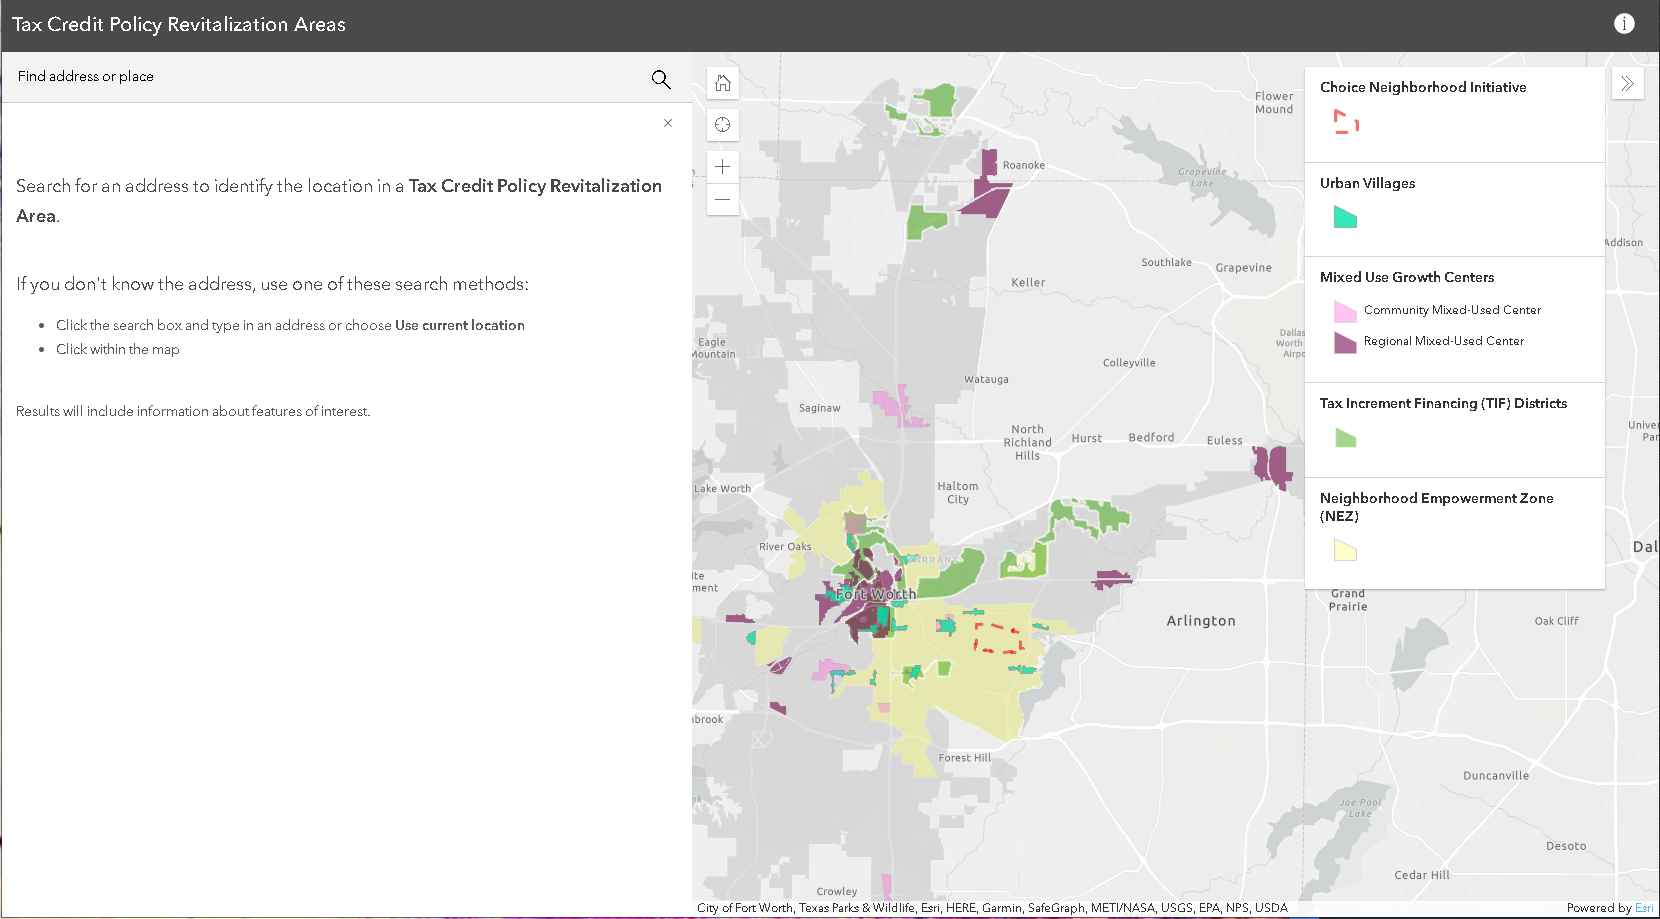 Tax Credit Policy Revitalization Areas
Find address or place
Search for an address to identify the location in a Tax Credit Policy Revitalization
Area.
If you don't know the address, use one of these search methods:
Click the search box and type in an address or choose Use current location
Click within the map
Results will include information about features of interest.
Flower
Mound
Roanoke
Grapevine
Lake
Addison
Southlake
Grapevine
Keller
Eagle
Mountain
Dallas
Worth
Airpo
Colleyville
Watauga
Saginaw
North
Richland
Hills
Hurst
Bedford
Euless
Univer
Par
Lake Worth
Haltom
City
River Oaks
TARRANT
ite
ment
Fort Worth
Dal
Grand
Prairie
Arlington
Oak Cliff
nbrook
Forest Hill
Duncanville
Joe Pool
Lake
Desoto
Cedar Hill
Crowley
Choice Neighborhood Initiative
Urban Villages
Mixed Use Growth Centers
Community Mixed-Used Center
Regional Mixed-Used Center
Tax Increment Financing (TIF) Districts
Neighborhood Empowerment Zone
(NEZ)
City of Fort Worth, Texas Parks & Wildlife, Esri, HERE, Garmin, SafeGraph, METI/NASA, USGS, EPA, NPS, USDA
Powered by Esri